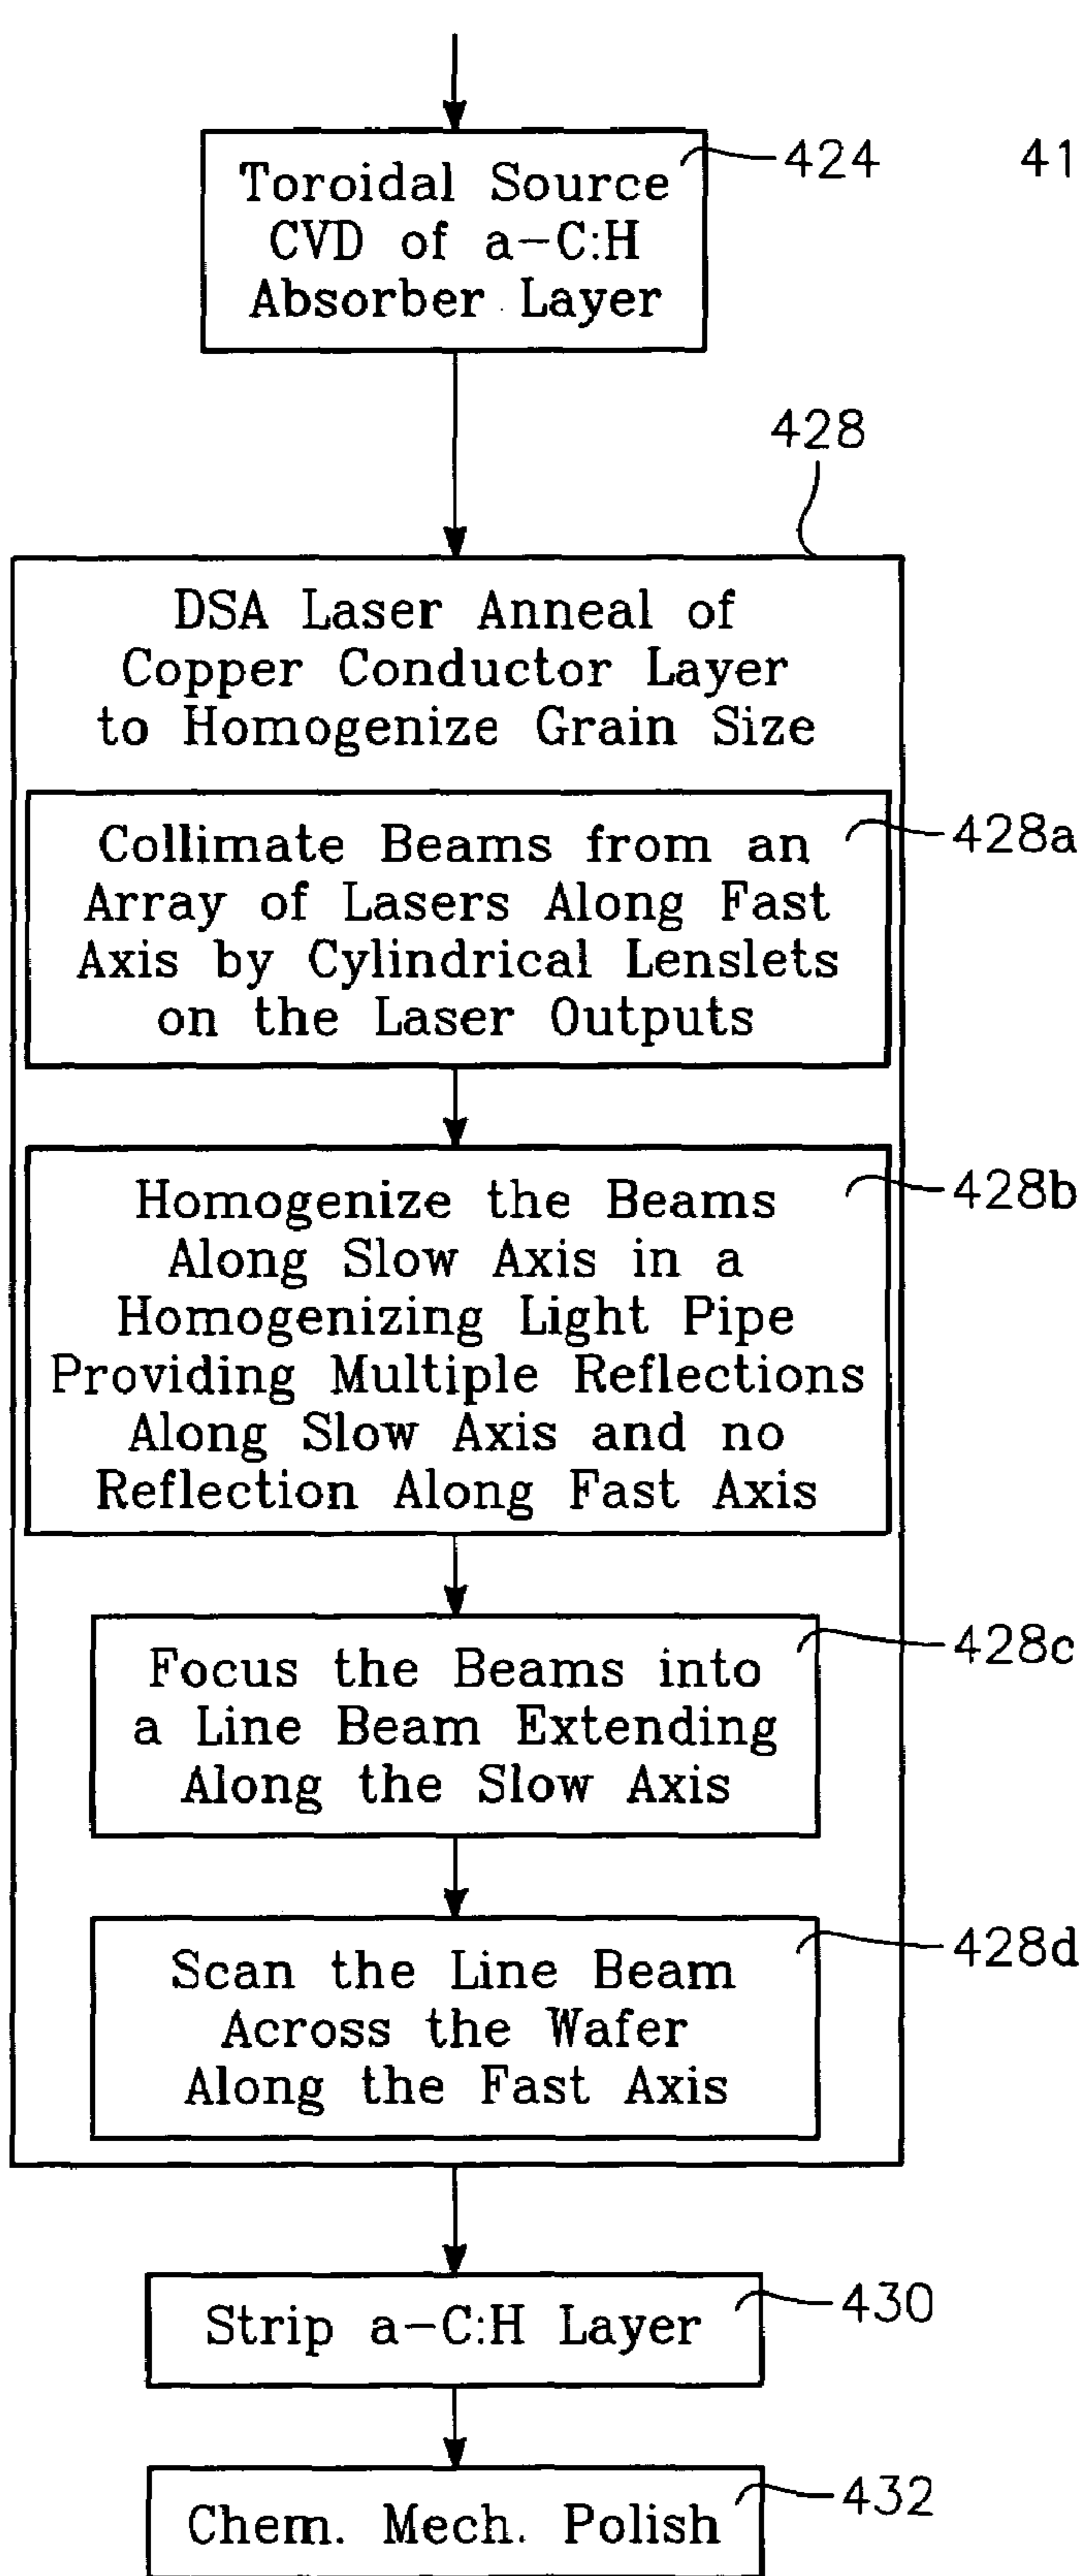 Toroidal Source
CVD of a-C:H
Absorber Layer
424
41
428
DSA Laser Anneal of
Copper Conductor Layer
to Homogenize Grain Size
Collimate Beams from an
Array of Lasers Along Fast
Axis by Cylindrical Lenslets
on the Laser Outputs
428a
Homogenize the Beams
Along Slow Axis in a
Homogenizing Light Pipe
Providing Multiple Reflections
Along Slow Axis and no
Reflection Along Fast Axis
428b
Focus the Beams into
a Line Beam Extending
Along the Slow Axis
428c
Scan the Line Beam
Across the Wafer
Along the Fast Axis
428d
Strip a-C:H Layer
430
Chem. Mech. Polish
432